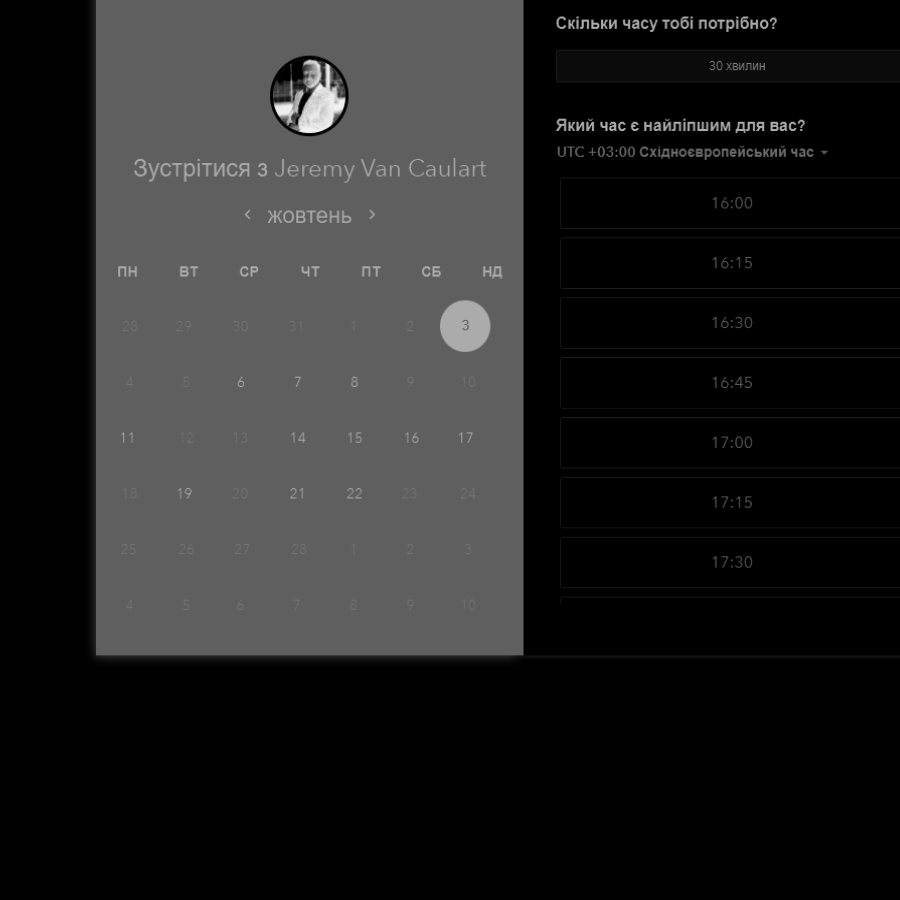 Зустрітися з Jeremy Van Caulart
жовтень
ПН ВТ СР ЧТ ПТ СБ НД
28 29 30 31 1 2 3
4 5 6 7 8 9 10
11 12 13 14 15 16 17
18 19 20 21 22 23 24
25 26 27 28 1 2 3
4 5 6 7 8 9 10
Скільки часу тобі потрібно?
30 хвилин
Який час є найліпшим для вас?
UTC +03:00 Східноєвропейський час
16:00
16:15
16:30
16:45
17:00
17:15
17:30